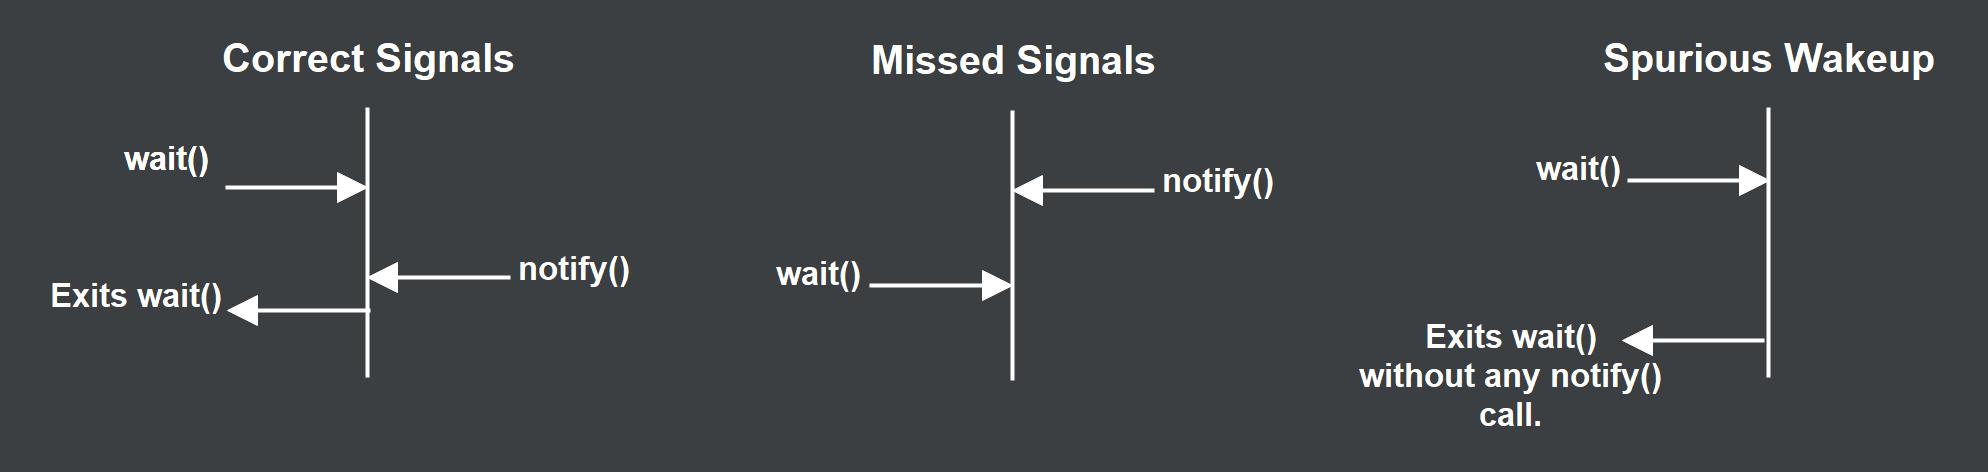 Correct Signals
wait()
notify()
Exits wait()
Missed Signals
notify()
wait()
Spurious Wakeup
wait()
Exits wait()
without any notify()
call.